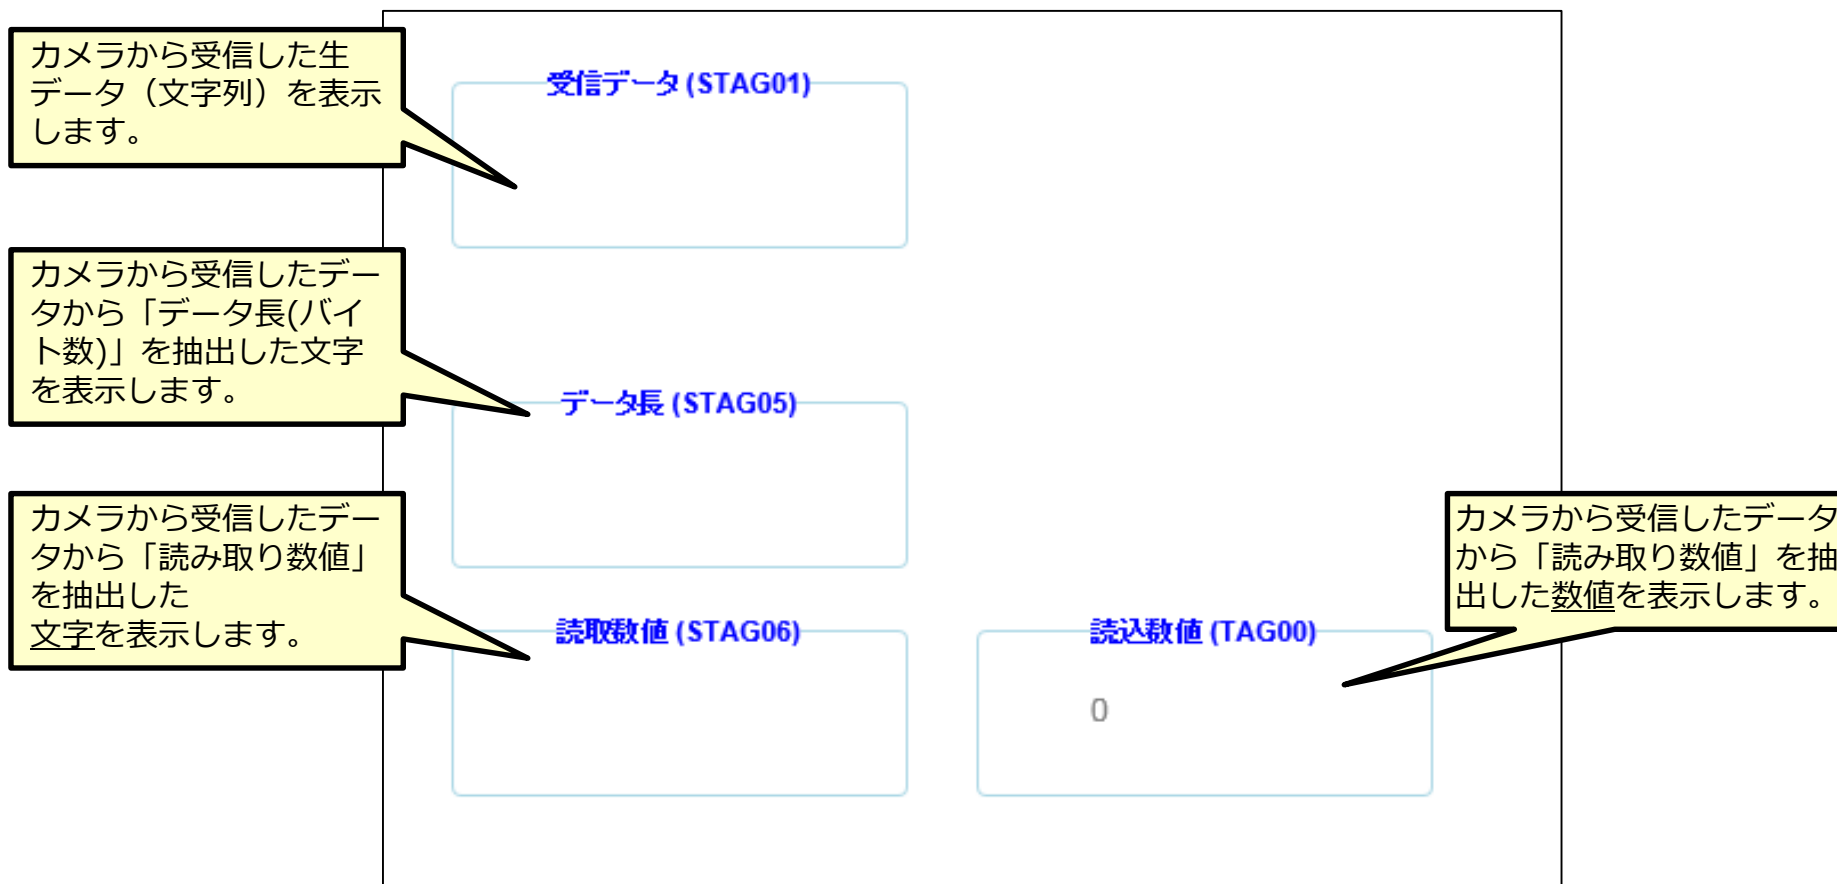 カメラから受信した生
データ（文字列）を表示
します。
受信データ (STAG01)
カメラから受信したデー
タから「データ長(バイ
ト数)」を抽出した文字
を表示します。
データ長 (STAG05)
カメラから受信したデー
タから「読み取り数値」
を抽出した
文字を表示します。
読取数値 (STAG06)
カメラから受信したデータ
から「読み取り数値」を抽
出した数値を表示します。
読込数値 (TAG00)
0